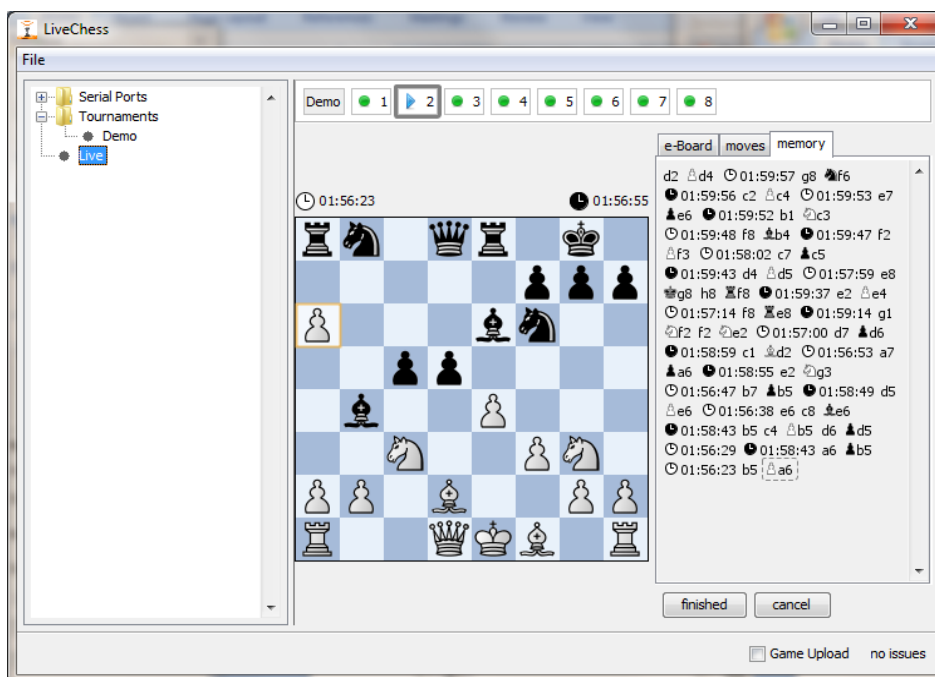 LiveChess
File
Serial Ports
Tournaments
Demo
Live
Demo 1 2 3 4 5 6 7 8
e-Board moves memory
01:56:23 01:56:55
d2 ♙d4 01:59:57 g8 ♞f6
01:59:56 c2 ♙c4 01:59:53 e7
♟e6 01:59:52 b1 ♘c3
01:59:48 f8 ♝b4 01:59:47 f2
♙f3 01:58:02 c7 ♟c5
01:59:43 d4 ♙d5 01:57:59 e8
♚g8 h8 ♜f8 01:59:37 e2 ♙e4
01:57:14 f8 ♜e8 01:59:14 g1
♘f2 f2 ♘e2 01:57:00 d7 ♟d6
01:58:59 c1 ♗d2 01:56:53 a7
♟a6 01:58:55 e2 ♘g3
01:56:47 b7 ♟b5 01:58:49 d5
♙e6 01:56:38 e6 c8 ♝e6
01:58:43 b5 c4 ♙b5 d6 ♟d5
01:56:29 01:58:43 a6 ♟b5
01:56:23 b5 ♙a6
finished cancel
Game Upload no issues